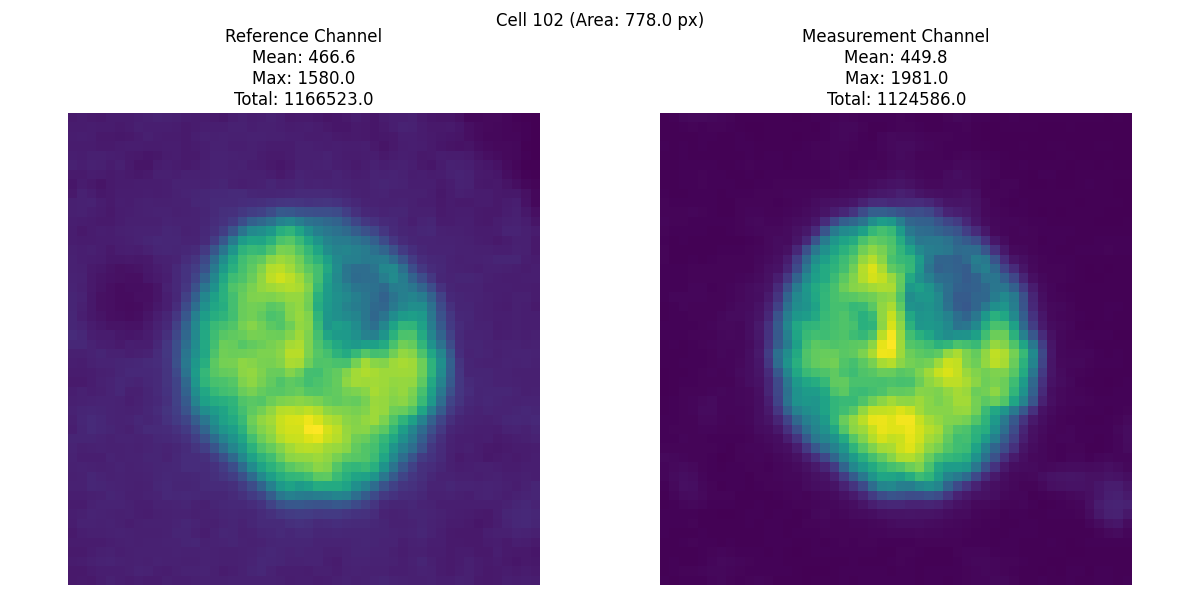 Cell 102 (Area: 778.0 px)
Reference Channel
Mean: 466.6
Max: 1580.0
Total: 1166523.0
Measurement Channel
Mean: 449.8
Max: 1981.0
Total: 1124586.0